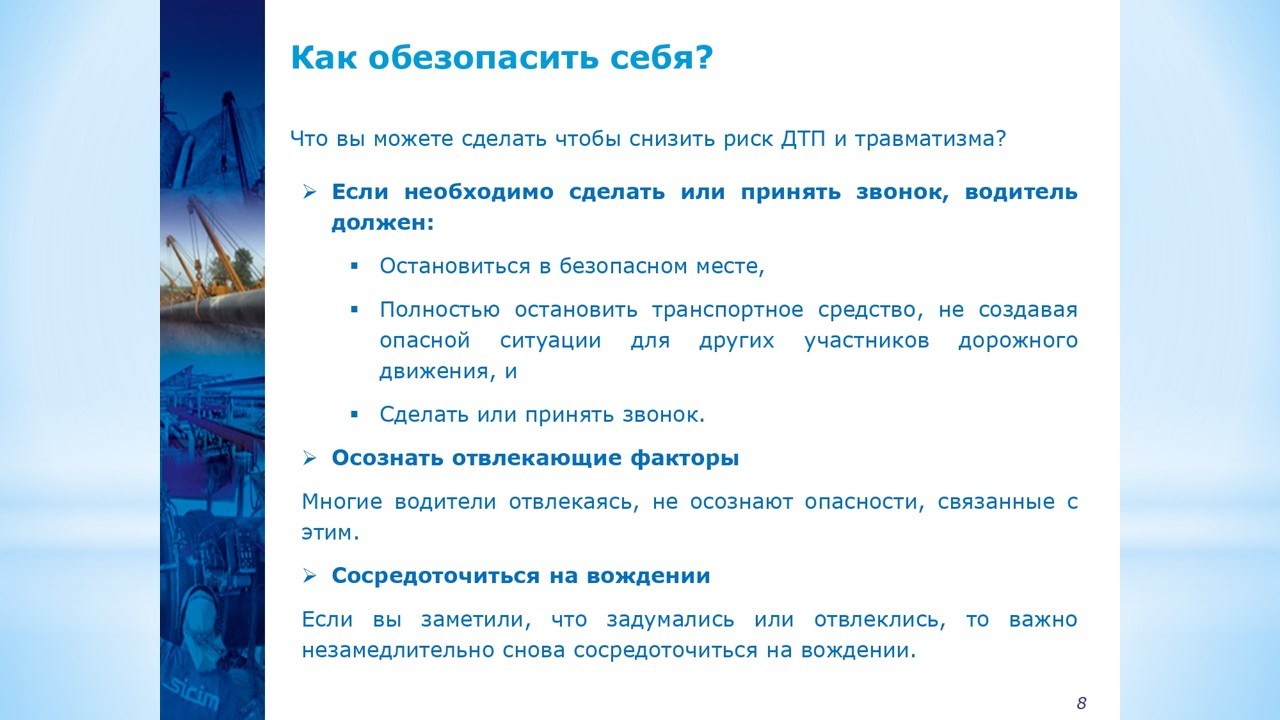 Как обезопасить себя?
Что вы можете сделать чтобы снизить риск ДТП и травматизма?
➢ Если необходимо сделать или принять звонок, водитель
должен:
▪ Остановиться в безопасном месте,
▪ Полностью остановить транспортное средство, не создавая
опасной ситуации для других участников дорожного
движения, и
▪ Сделать или принять звонок.
➢ Осознать отвлекающие факторы
Многие водители отвлекаясь, не осознают опасности, связанные с
этим.
➢ Сосредоточиться на вождении
Если вы заметили, что задумались или отвлеклись, то важно
незамедлительно снова сосредоточиться на вождении.
sicim
8